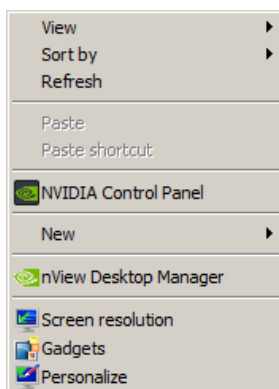 View
Sort by
Refresh
Paste
Paste shortcut
NVIDIA Control Panel
New
nView Desktop Manager
Screen resolution
Gadgets
Personalize